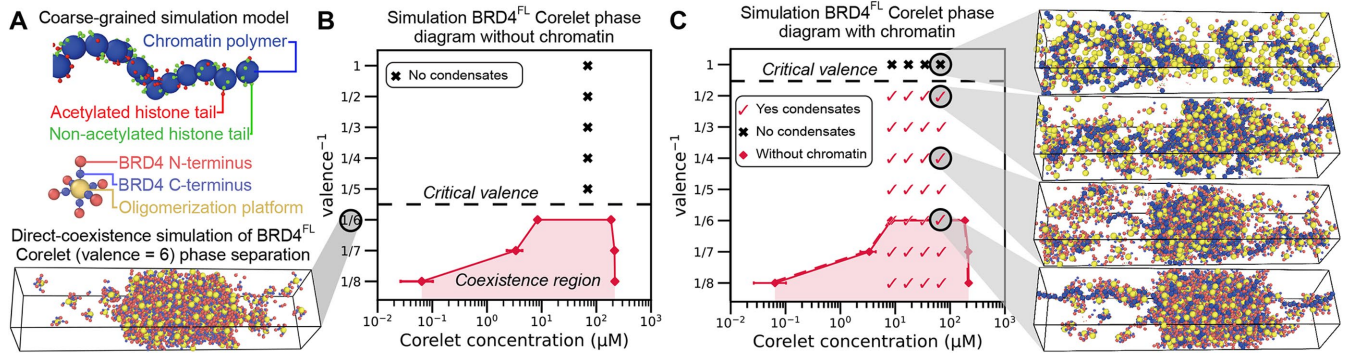 A
Coarse-grained simulation model
Chromatin polymer
Acetylated histone tail
Non-acetylated histone tail
BRD4 N-terminus
BRD4 C-terminus
Oligomerization platform
Direct-coexistence simulation of BRD4FL
Corelet (valence = 6) phase separation
B
Simulation BRD4FL Corelet phase
diagram without chromatin
No condensates
Critical valence
Coexistence region
valence−1
1
1/2
1/3
1/4
1/5
1/6
1/7
1/8
10−2 10−1 100 101 102 103
Corelet concentration (μM)
C
Simulation BRD4FL Corelet phase
diagram with chromatin
Critical valence
Yes condensates
No condensates
Without chromatin
valence−1
1
1/2
1/3
1/4
1/5
1/6
1/7
1/8
10−2 10−1 100 101 102 103
Corelet concentration (μM)